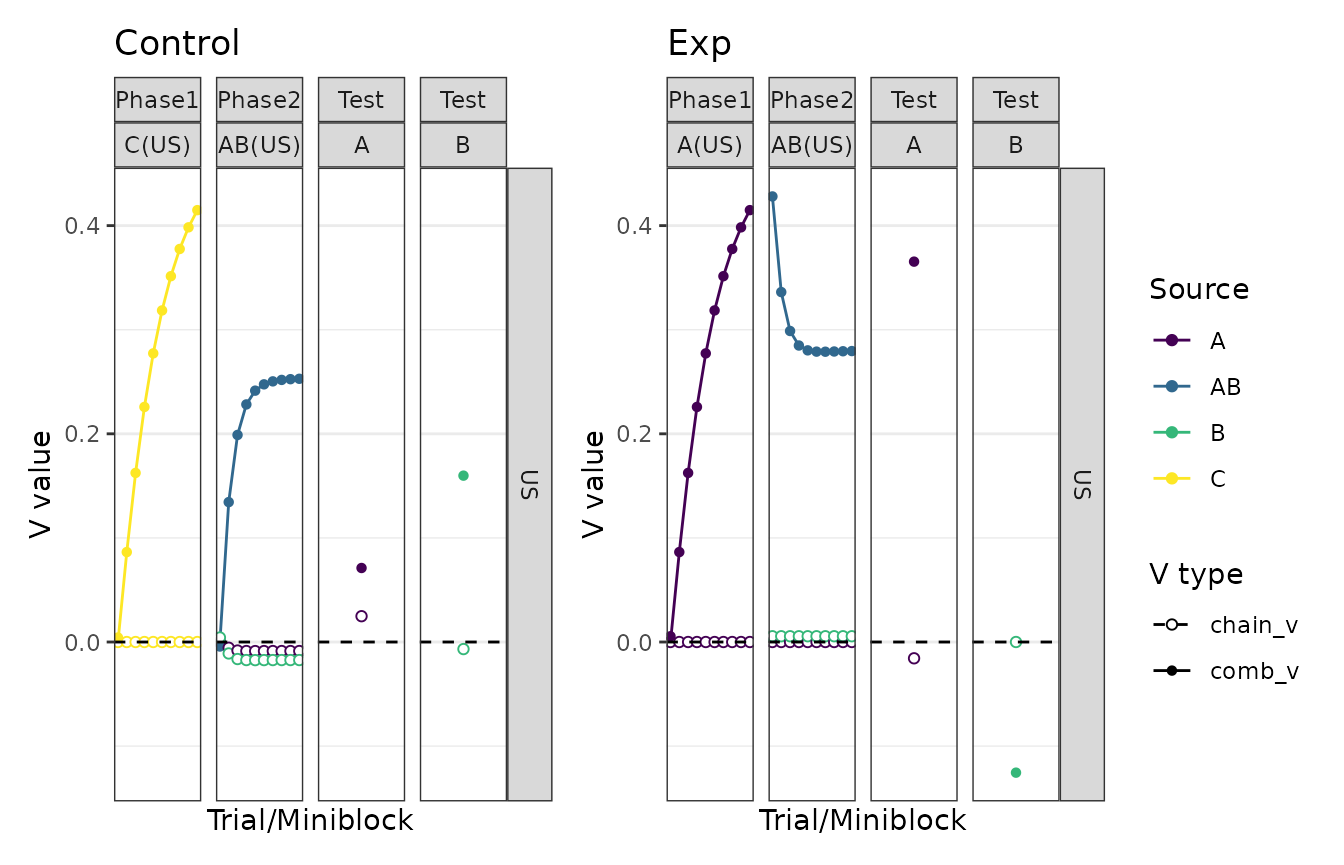 Control
Phase1 Phase2 Test Test
C(US) AB(US) A B
0.4
0.2
0.0
V value
US
Trial/Miniblock
Exp
Phase1 Phase2 Test Test
A(US) AB(US) A B
0.4
0.2
0.0
V value
US
Trial/Miniblock
Source
A
AB
B
C
V type
chain_v
comb_v